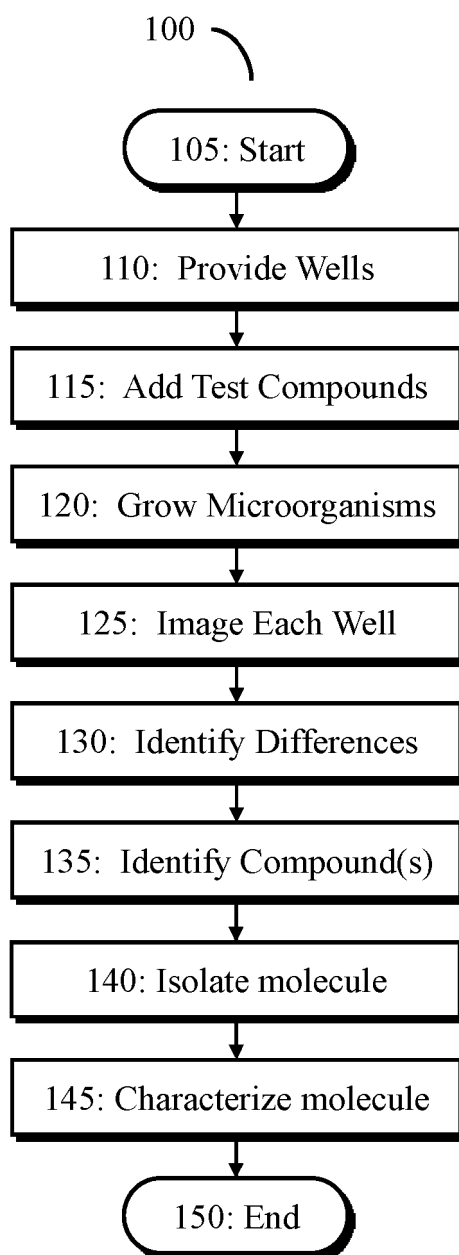 100
105: Start
110: Provide Wells
115: Add Test Compounds
120: Grow Microorganisms
125: Image Each Well
130: Identify Differences
135: Identify Compound(s)
140: Isolate molecule
145: Characterize molecule
150: End